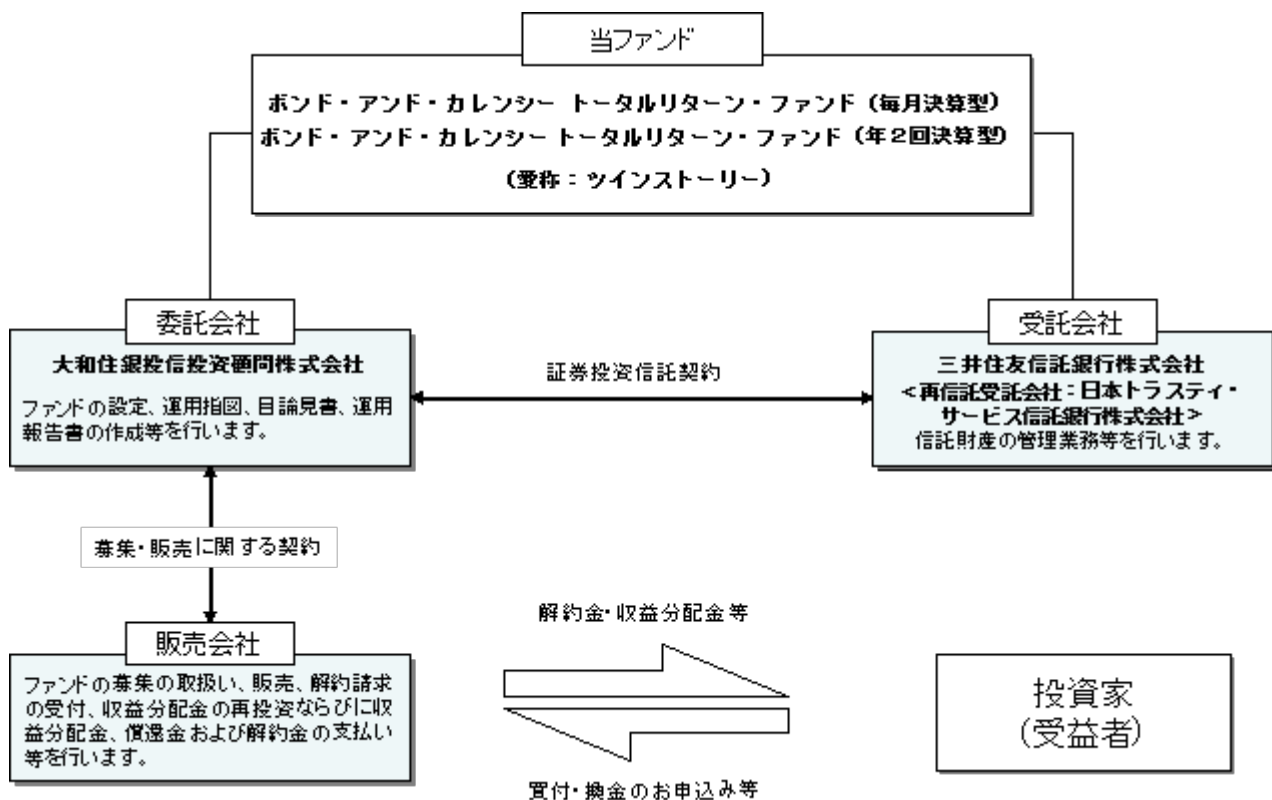 当ファンド
ボンド・アンド・カレンシー トータルリターン・ファンド（毎月決算型）
ボンド・アンド・カレンシー トータルリターン・ファンド（年２回決算型）
（愛称：ツインストーリー）
委託会社
大和住銀投信投資顧問株式会社
ファンドの設定、運用指図、目論見書、運用
報告書の作成等を行います。
証券投資信託契約
受託会社
三井住友信託銀行株式会社
＜再信託受託会社：日本トラスティ・
サービス信託銀行株式会社＞
信託財産の管理業務等を行います。
募集・販売に関する契約
販売会社
ファンドの募集の取扱い、販売、解約請求
の受付、収益分配金の再投資ならびに収
益分配金、償還金および解約金の支払い
等を行います。
解約金・収益分配金等
買付・換金のお申込み等
投資家
（受益者）